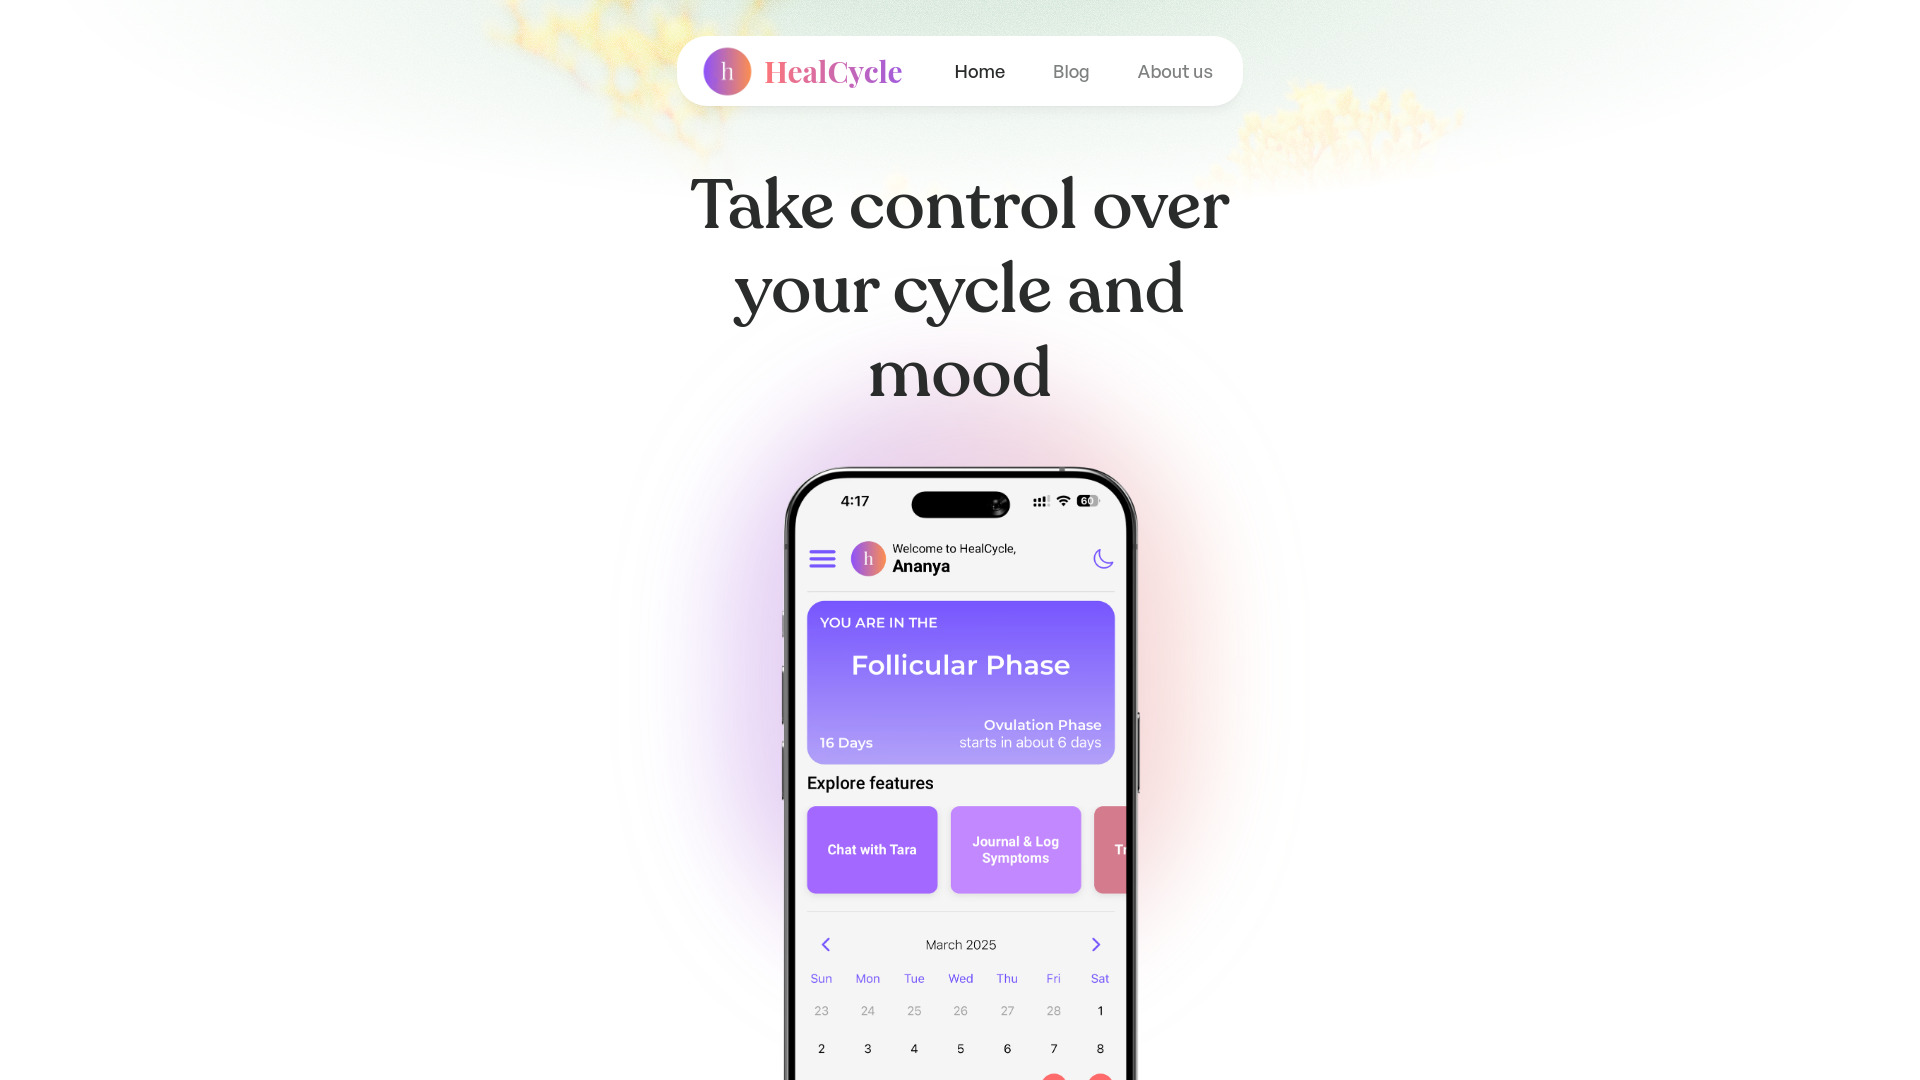 h HealCycle Home Blog About us
Take control over
your cycle and
mood
4:17 60
h Welcome to HealCycle,
Ananya
YOU ARE IN THE
Follicular Phase
Ovulation Phase
16 Days starts in about 6 days
Explore features
Chat with Tara
Journal & Log
Symptoms
Tr
March 2025
Sun Mon Tue Wed Thu Fri Sat
23 24 25 26 27 28 1
2 3 4 5 6 7 8